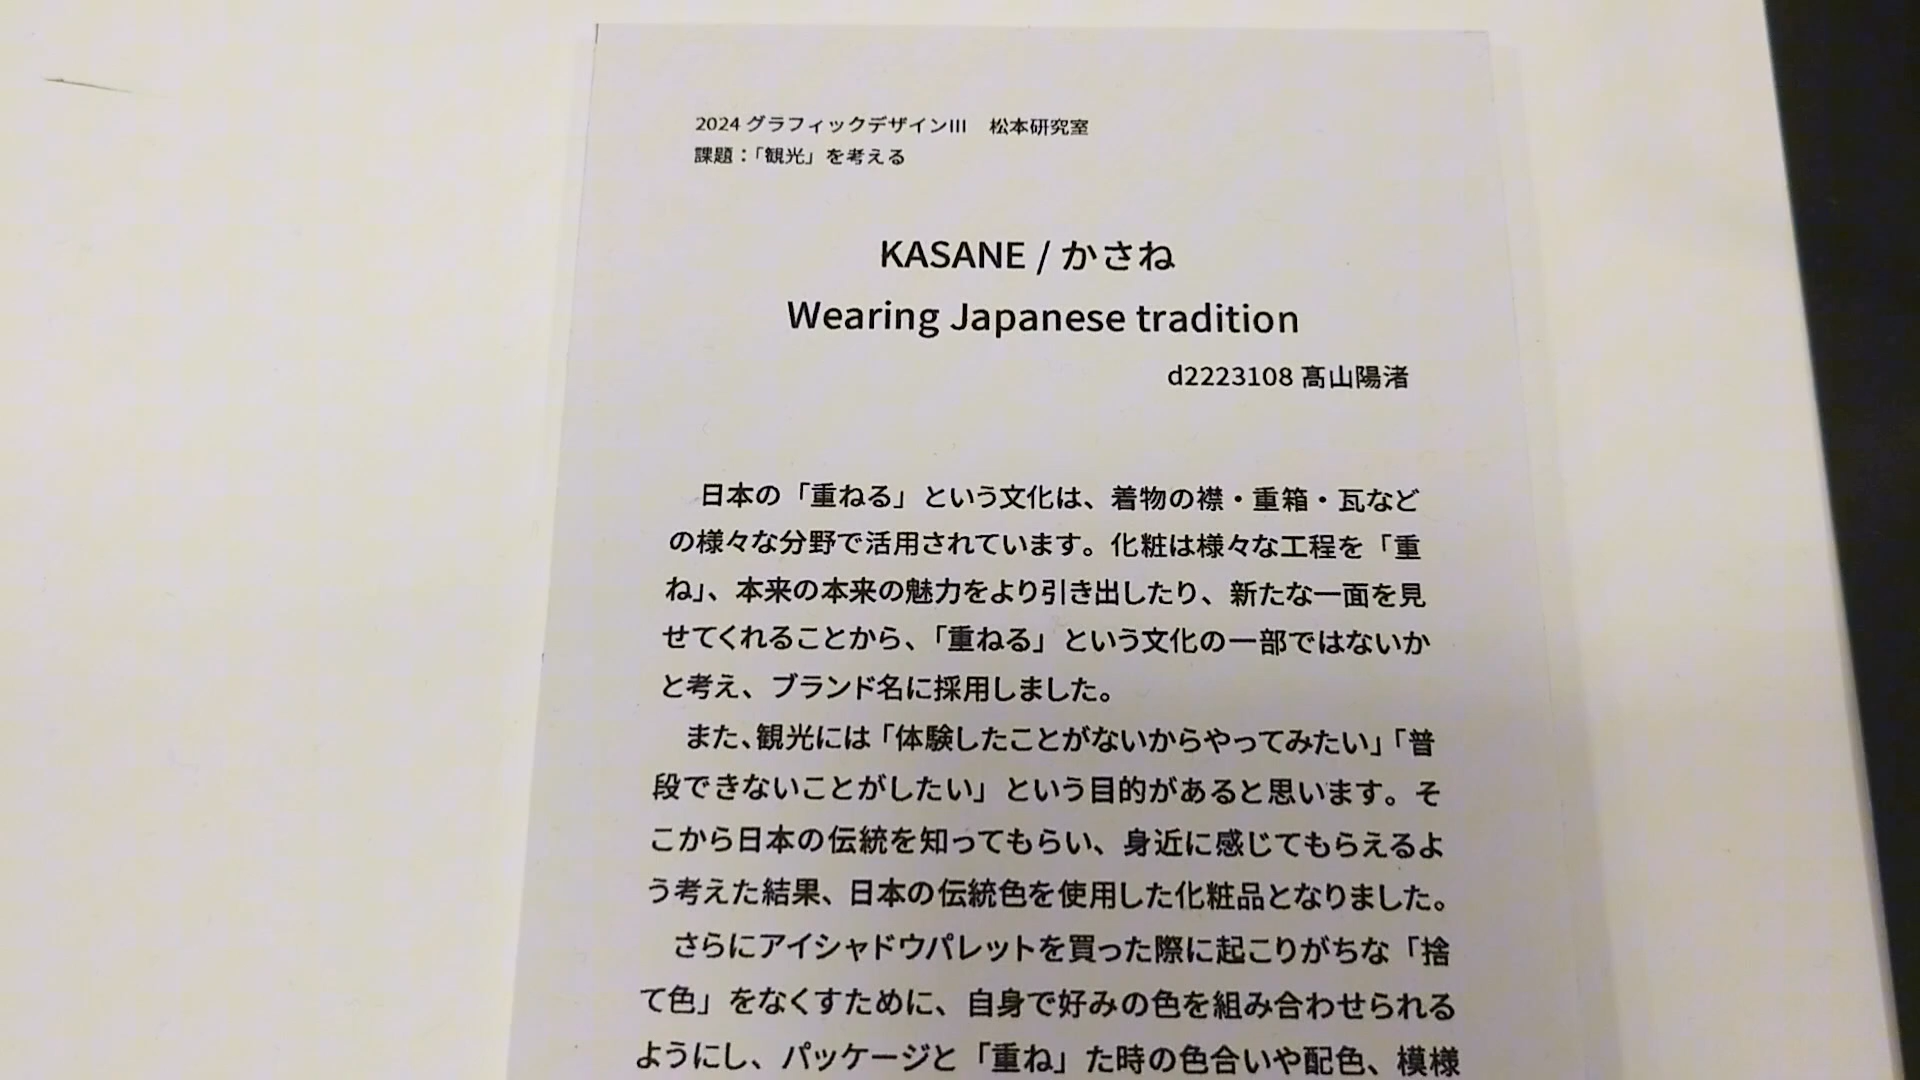 2024 グラフィックデザインIII　松本研究室
課題：「観光」を考える
KASANE / かさね
Wearing Japanese tradition
d2223108 髙山陽渚
日本の「重ねる」という文化は、着物の襟・重箱・瓦など
の様々な分野で活用されています。化粧は様々な工程を「重
ね」、本来の本来の魅力をより引き出したり、新たな一面を見
せてくれることから、「重ねる」という文化の一部ではないか
と考え、ブランド名に採用しました。
また、観光には「体験したことがないからやってみたい」「普
段できないことがしたい」という目的があると思います。そ
こから日本の伝統を知ってもらい、身近に感じてもらえるよ
う考えた結果、日本の伝統色を使用した化粧品となりました。
さらにアイシャドウパレットを買った際に起こりがちな「捨
て色」をなくすために、自身で好みの色を組み合わせられる
ようにし、パッケージと「重ね」た時の色合いや配色、模様